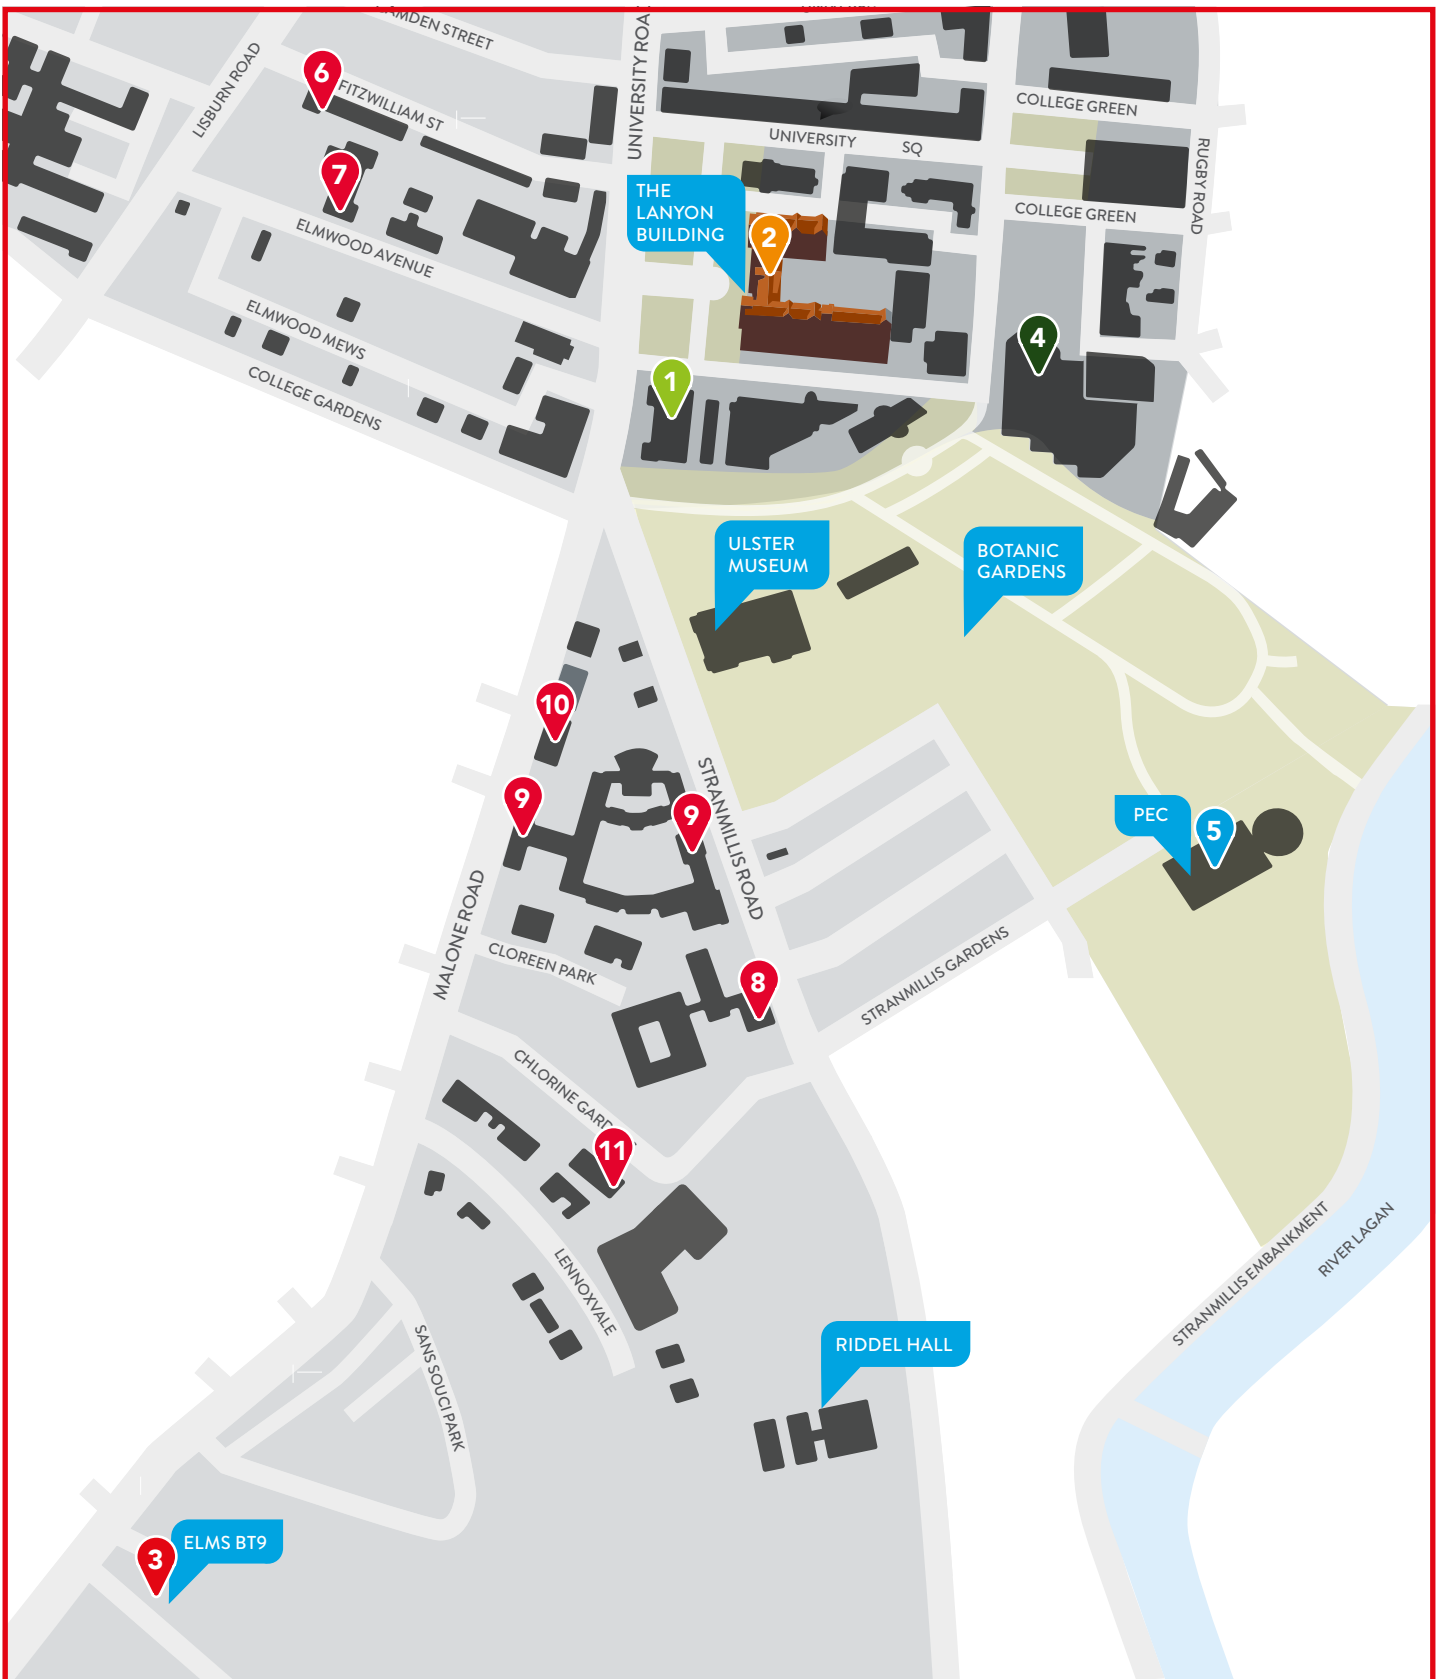 CAMDEN STREET
UNIVERSITY ROAD
LISBURN ROAD
6
FITZWILLIAM ST
COLLEGE GREEN
UNIVERSITY SQ
RUGBY ROAD
7
THE
LANYON
BUILDING
2
COLLEGE GREEN
ELMWOOD AVENUE
ELMWOOD MEWS
4
1
COLLEGE GARDENS
ULSTER
MUSEUM
BOTANIC
GARDENS
10
9
9
STRANMILLIS ROAD
PEC
5
MALONE ROAD
CLOREEN PARK
8
STRANMILLIS GARDENS
CHLORINE GARD
11
LENNOXVALE
STRANMILLIS EMBANKMENT
RIVER LAGAN
RIDDEL HALL
SANS SOUCI PARK
3
ELMS BT9